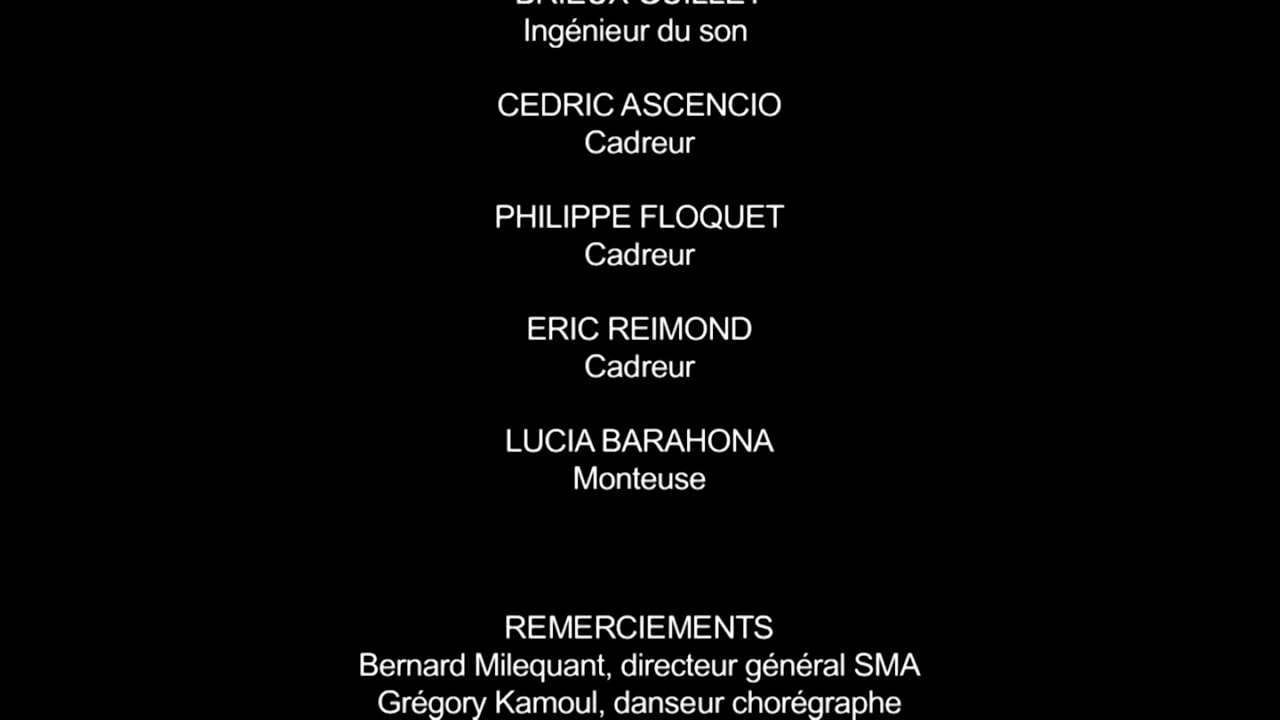 Ingénieur du son
CEDRIC ASCENCIO
Cadreur
PHILIPPE FLOQUET
Cadreur
ERIC REIMOND
Cadreur
LUCIA BARAHONA
Monteuse
REMERCIEMENTS
Bernard Milequant, directeur général SMA
Grégory Kamoul, danseur chorégraphe